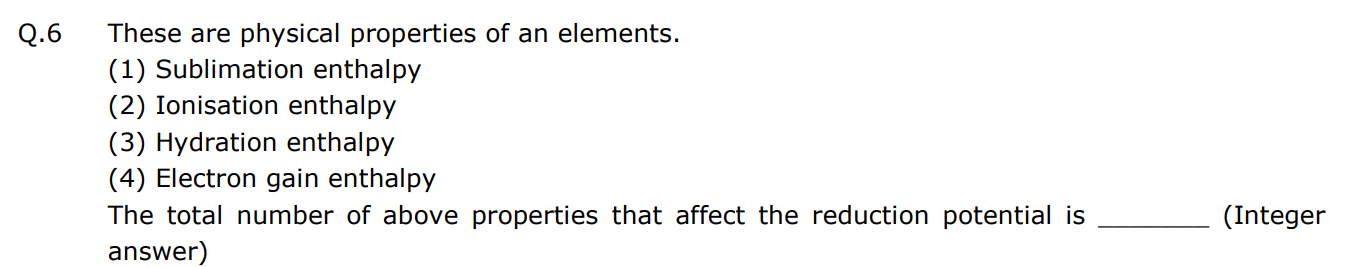 Q.6 These are physical properties of an elements.
(1) Sublimation enthalpy
(2) Ionisation enthalpy
(3) Hydration enthalpy
(4) Electron gain enthalpy
The total number of above properties that affect the reduction potential is ________ (Integer
answer)